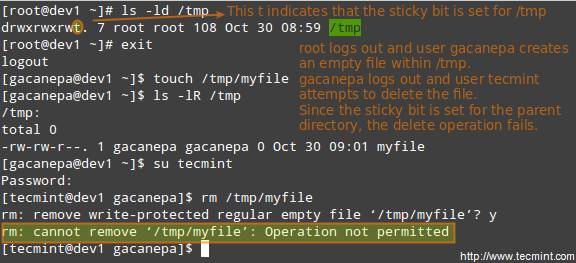 [root@dev1 ~]# ls -ld /tmp This t indicates that the sticky bit is set for /tmp
drwxrwxrwt. 7 root root 108 Oct 30 08:59 /tmp
[root@dev1 ~]# exit
logout
root logs out and user gacanepa creates
an empty file within /tmp.
[gacanepa@dev1 ~]$ touch /tmp/myfile
gacanepa logs out and user tecmint
[gacanepa@dev1 ~]$ ls -lR /tmp
attempts to delete the file.
/tmp:
Since the sticky bit is set for the parent
total 0
directory, the delete operation fails.
-rw-rw-r--. 1 gacanepa gacanepa 0 Oct 30 09:01 myfile
[gacanepa@dev1 ~]$ su tecmint
Password:
[tecmint@dev1 gacanepa]$ rm /tmp/myfile
rm: remove write-protected regular empty file ‘/tmp/myfile’? y
rm: cannot remove ‘/tmp/myfile’: Operation not permitted
[tecmint@dev1 gacanepa]$
http://www.tecmint.com